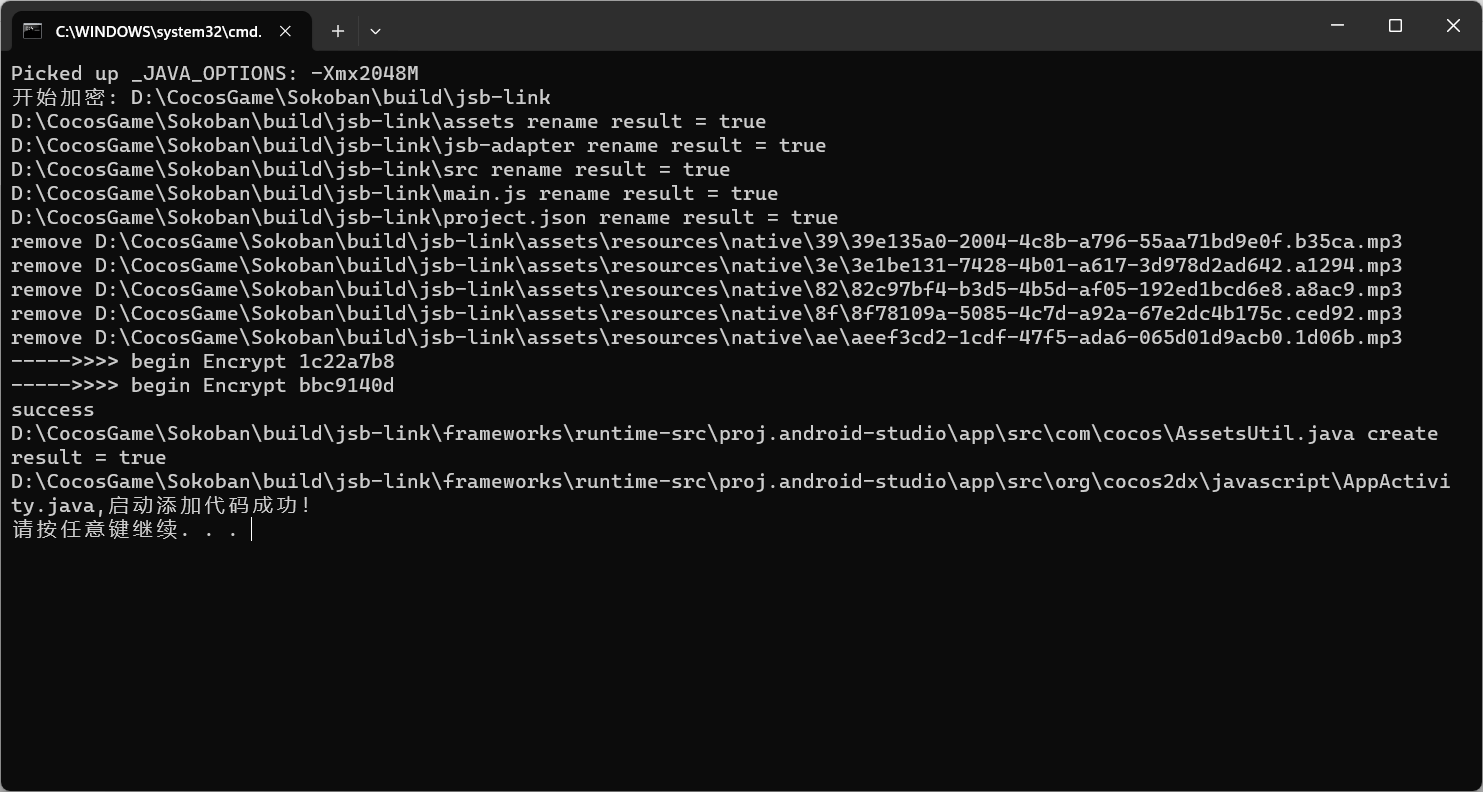 C:\WINDOWS\system32\cmd.
Picked up _JAVA_OPTIONS: -Xmx2048M
开始加密: D:\CocosGame\Sokoban\build\jsb-link
D:\CocosGame\Sokoban\build\jsb-link\assets rename result = true
D:\CocosGame\Sokoban\build\jsb-link\jsb-adapter rename result = true
D:\CocosGame\Sokoban\build\jsb-link\src rename result = true
D:\CocosGame\Sokoban\build\jsb-link\main.js rename result = true
D:\CocosGame\Sokoban\build\jsb-link\project.json rename result = true
remove D:\CocosGame\Sokoban\build\jsb-link\assets\resources\native\39\39e135a0-2004-4c8b-a796-55aa71bd9e0f.b35ca.mp3
remove D:\CocosGame\Sokoban\build\jsb-link\assets\resources\native\3e\3e1be131-7428-4b01-a617-3d978d2ad642.a1294.mp3
remove D:\CocosGame\Sokoban\build\jsb-link\assets\resources\native\82\82c97bf4-b3d5-4b5d-af05-192ed1bcd6e8.a8ac9.mp3
remove D:\CocosGame\Sokoban\build\jsb-link\assets\resources\native\8f\8f78109a-5085-4c7d-a92a-67e2dc4b175c.ced92.mp3
remove D:\CocosGame\Sokoban\build\jsb-link\assets\resources\native\ae\aeef3cd2-1cdf-47f5-ada6-065d01d9acb0.1d06b.mp3
----->>>> begin Encrypt 1c22a7b8
----->>>> begin Encrypt bbc9140d
success
D:\CocosGame\Sokoban\build\jsb-link\frameworks\runtime-src\proj.android-studio\app\src\com\cocos\AssetsUtil.java create
result = true
D:\CocosGame\Sokoban\build\jsb-link\frameworks\runtime-src\proj.android-studio\app\src\org\cocos2dx\javascript\AppActivi
ty.java,启动添加代码成功!
请按任意键继续. . .